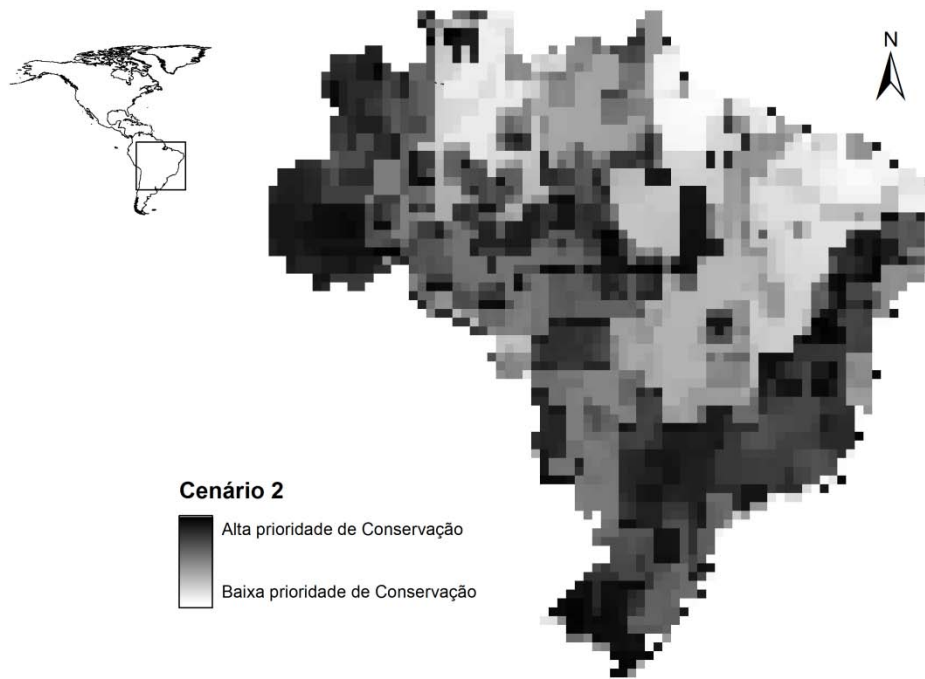 N
Cenário 2
Alta prioridade de Conservação
Baixa prioridade de Conservação